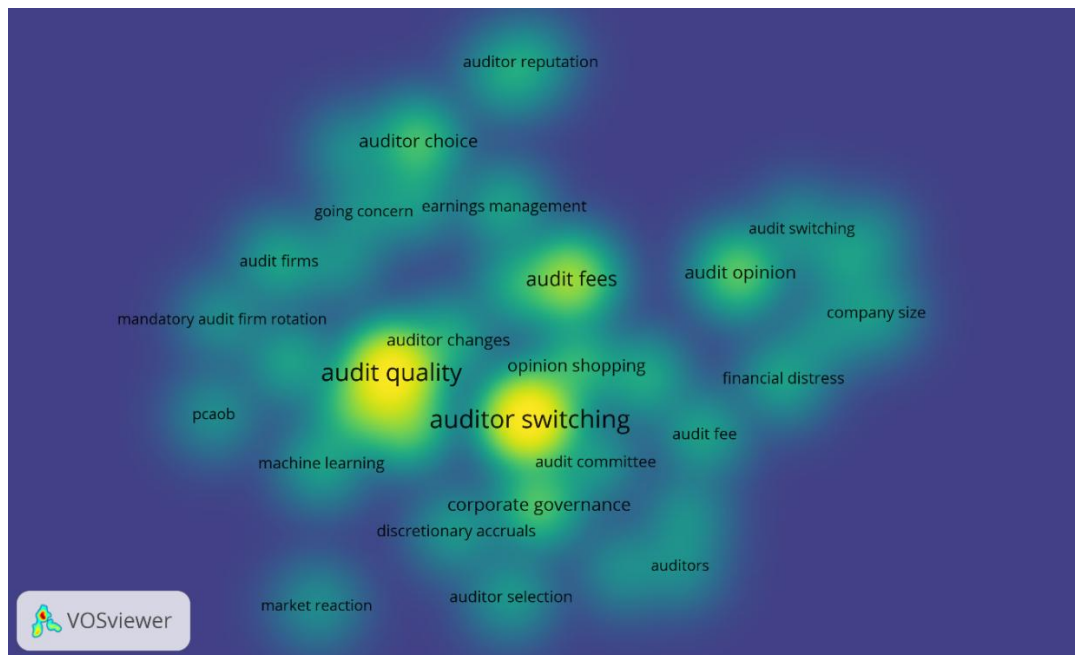 auditor reputation
auditor choice
going concern
earnings management
audit switching
audit firms
audit fees
audit opinion
mandatory audit firm rotation
company size
auditor changes
audit quality
opinion shopping
financial distress
pcaob
auditor switching
audit fee
machine learning
audit committee
corporate governance
discretionary accruals
auditors
market reaction
auditor selection
VOSviewer